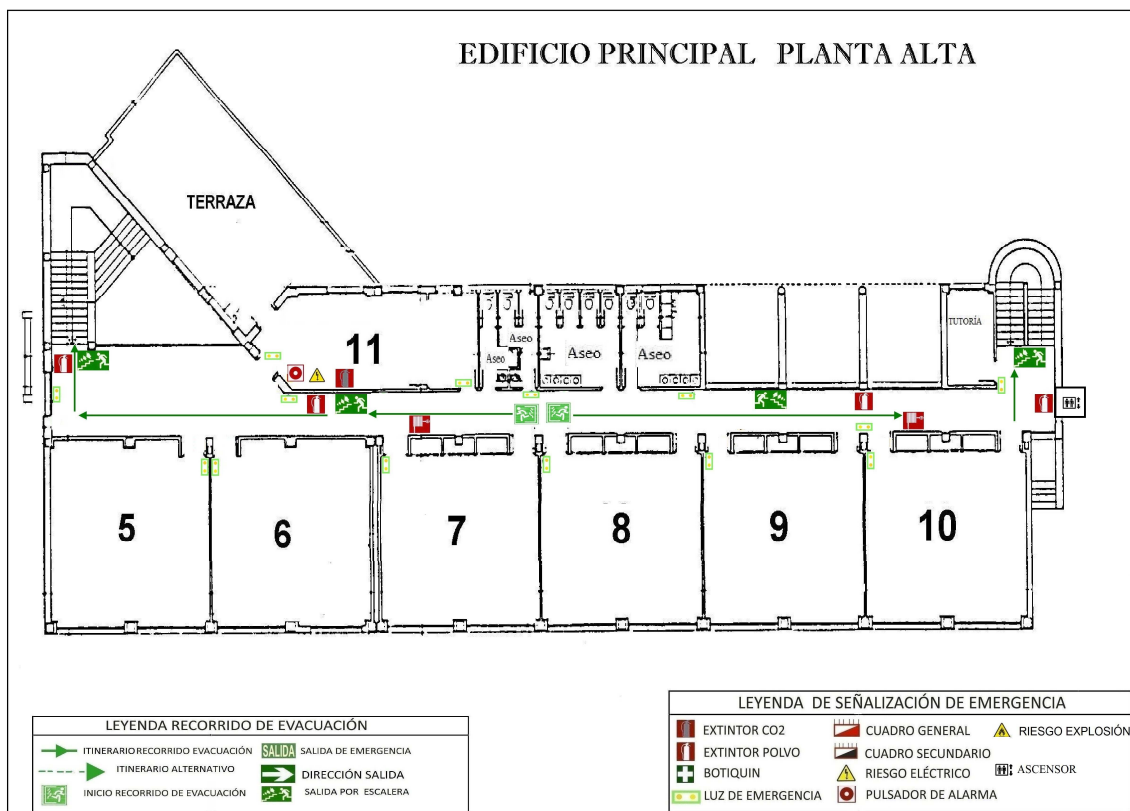 EDIFICIO PRINCIPAL PLANTA ALTA
TERRAZA
11
Aseo
Aseo
Aseo
Aseo
TUTORÍA
5
6
7
8
9
10
LEYENDA RECORRIDO DE EVACUACIÓN
ITINERARIO RECORRIDO EVACUACIÓN
SALIDA SALIDA DE EMERGENCIA
ITINERARIO ALTERNATIVO
DIRECCIÓN SALIDA
INICIO RECORRIDO DE EVACUACIÓN
SALIDA POR ESCALERA
LEYENDA DE SEÑALIZACIÓN DE EMERGENCIA
EXTINTOR CO2
CUADRO GENERAL
RIESGO EXPLOSIÓN
EXTINTOR POLVO
CUADRO SECUNDARIO
BOTIQUIN
RIESGO ELÉCTRICO
ASCENSOR
LUZ DE EMERGENCIA
PULSADOR DE ALARMA